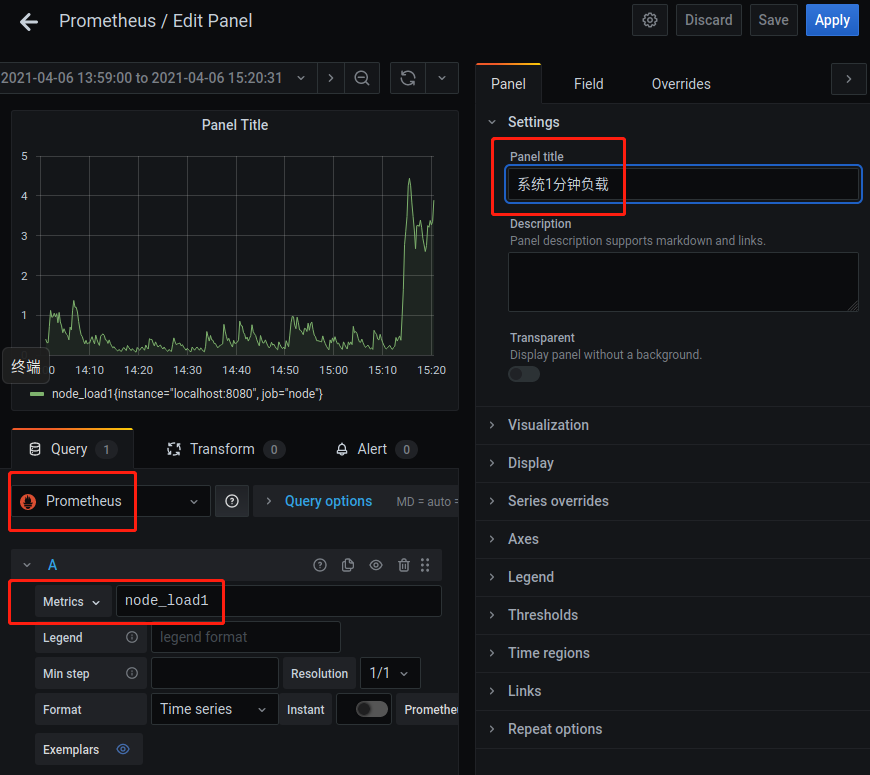 Prometheus / Edit Panel
Discard
Save
Apply
2021-04-06 13:59:00 to 2021-04-06 15:20:31
Panel Title
5
4
3
2
1
0
14:10
14:20
14:30
14:40
14:50
15:00
15:10
15:20
终端
node_load1{instance="localhost:8080", job="node"}
Query 1
Transform 0
Alert 0
Prometheus
Query options
MD = auto =
A
Metrics
node_load1
Legend
legend format
Min step
Resolution
1/1
Format
Time series
Instant
Promethe
Exemplars
Panel
Field
Overrides
Settings
Panel title
系统1分钟负载
Description
Panel description supports markdown and links.
Transparent
Display panel without a background.
Visualization
Display
Series overrides
Axes
Legend
Thresholds
Time regions
Links
Repeat options